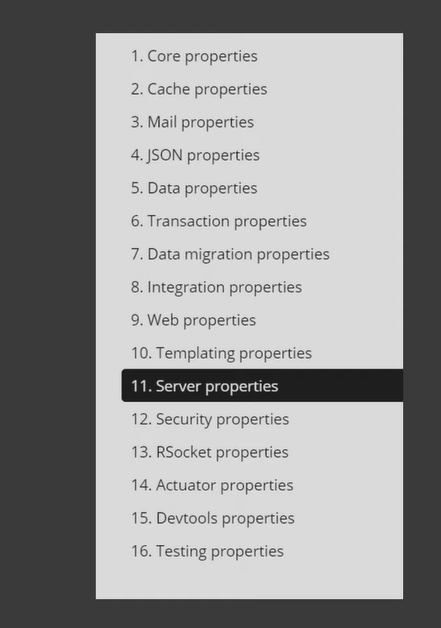 1. Core properties
2. Cache properties
3. Mail properties
4. JSON properties
5. Data properties
6. Transaction properties
7. Data migration properties
8. Integration properties
9. Web properties
10. Templating properties
11. Server properties
12. Security properties
13. RSocket properties
14. Actuator properties
15. Devtools properties
16. Testing properties